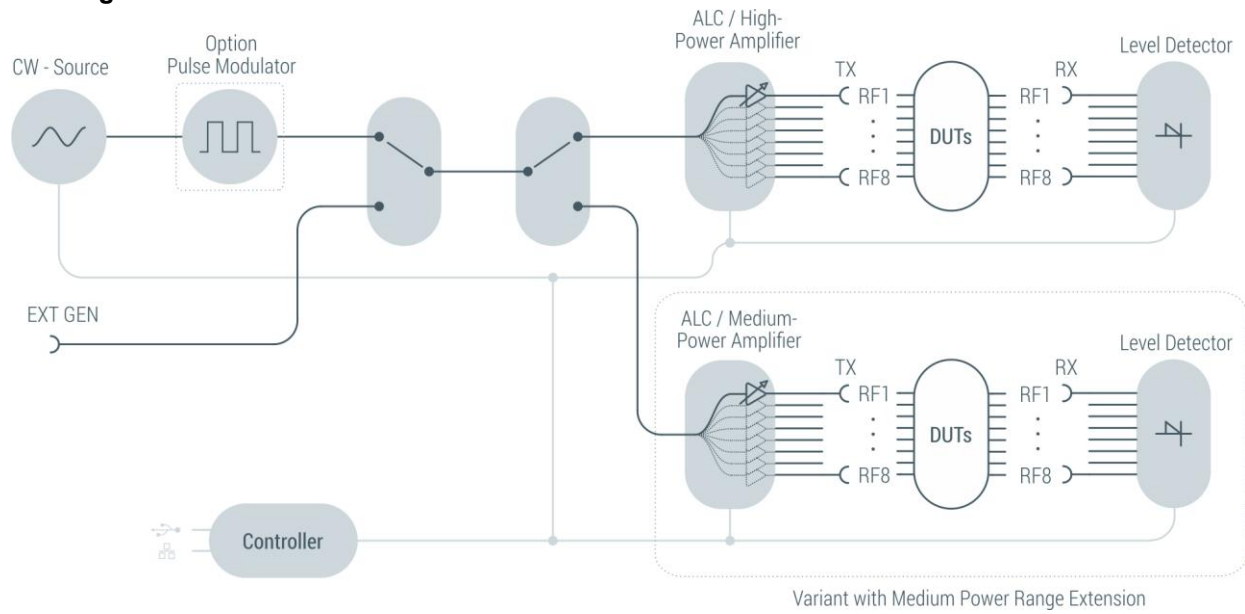 ALC / High-
Power Amplifier
Option
Pulse Modulator
CW - Source
Level Detector
TX
RX
RF1
RF1
DUTs
RF8
RF8
EXT GEN
ALC / Medium-
Power Amplifier
Level Detector
TX
RX
RF1
RF1
DUTs
RF8
RF8
Controller
Variant with Medium Power Range Extension